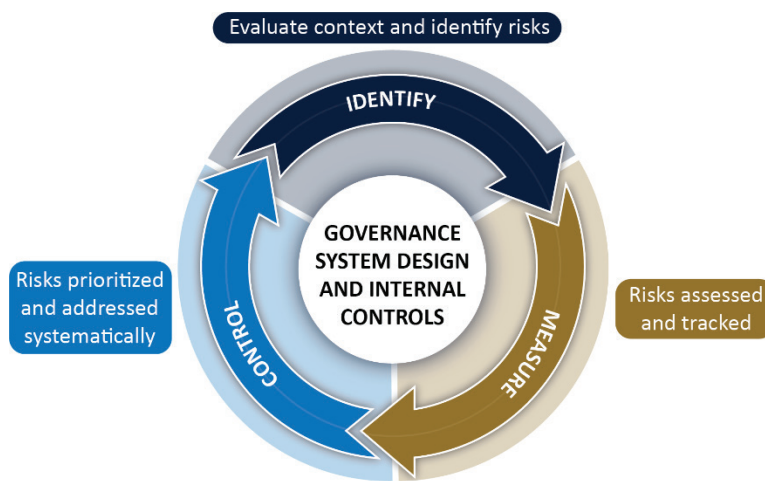 Evaluate context and identify risks
IDENTIFY
GOVERNANCE
SYSTEM DESIGN
AND INTERNAL
CONTROLS
Risks prioritized
and addressed
systematically
CONTROL
MEASURE
Risks assessed
and tracked